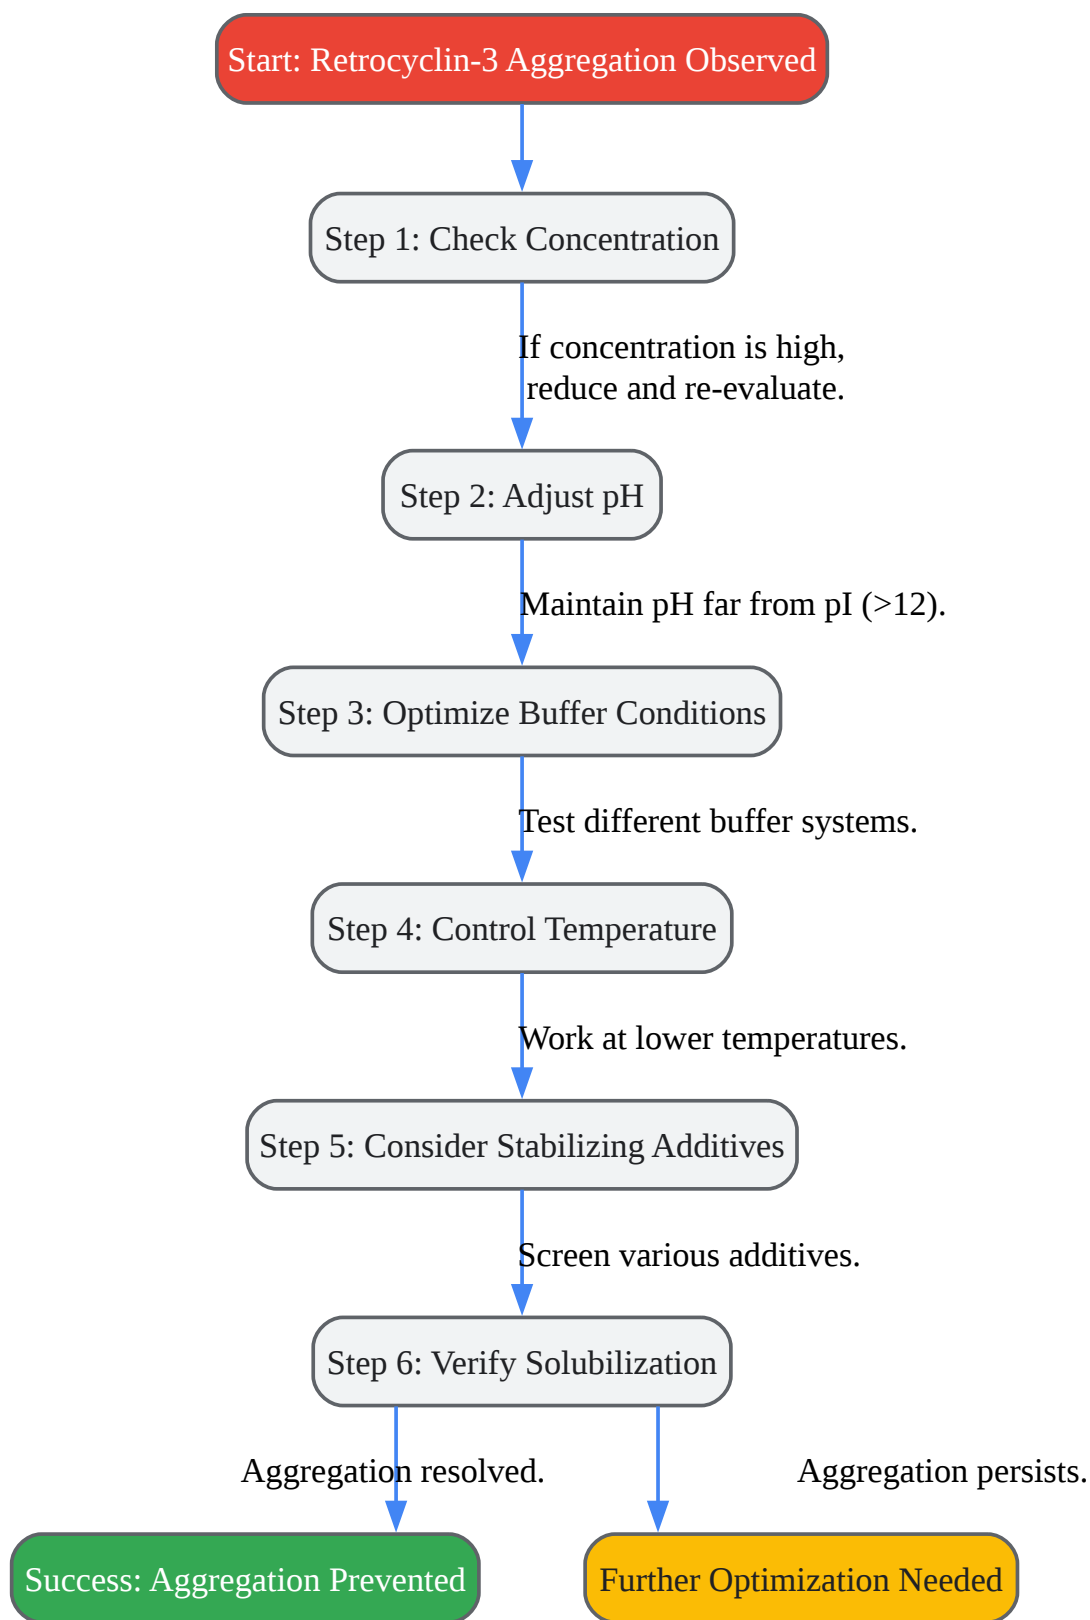 Start: Retrocyclin-3 Aggregation Observed
Step 1: Check Concentration
If concentration is high,
reduce and re-evaluate.
Step 2: Adjust pH
Maintain pH far from pI (>12).
Step 3: Optimize Buffer Conditions
Test different buffer systems.
Step 4: Control Temperature
Work at lower temperatures.
Step 5: Consider Stabilizing Additives
Screen various additives.
Step 6: Verify Solubilization
Aggregation resolved.
Aggregation persists.
Success: Aggregation Prevented
Further Optimization Needed